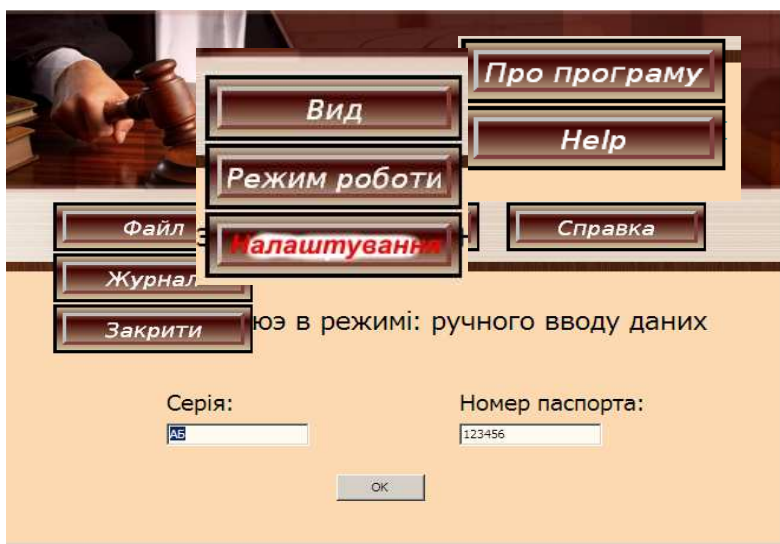 Про програму
Вид
Help
Режим роботи
Файл
Справка
Налаштування
Журнал
Закрити
юэ в режимі: ручного вводу даних
Серія:
Номер паспорта:
АБ
123456
OK